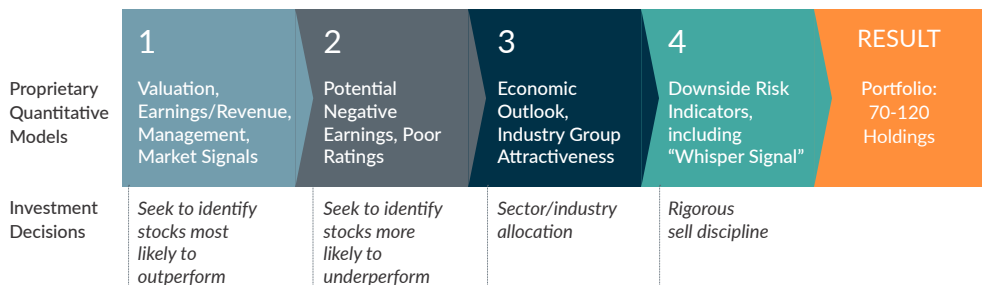 1
2
3
4
RESULT
Proprietary
Quantitative
Models
Valuation,
Earnings/Revenue,
Management,
Market Signals
Potential
Negative
Earnings, Poor
Ratings
Economic
Outlook,
Industry Group
Attractiveness
Downside Risk
Indicators,
including
“Whisper Signal”
Portfolio:
70-120
Holdings
Investment
Decisions
Seek to identify
stocks most
likely to
outperform
Seek to identify
stocks more
likely to
underperform
Sector/industry
allocation
Rigorous
sell discipline